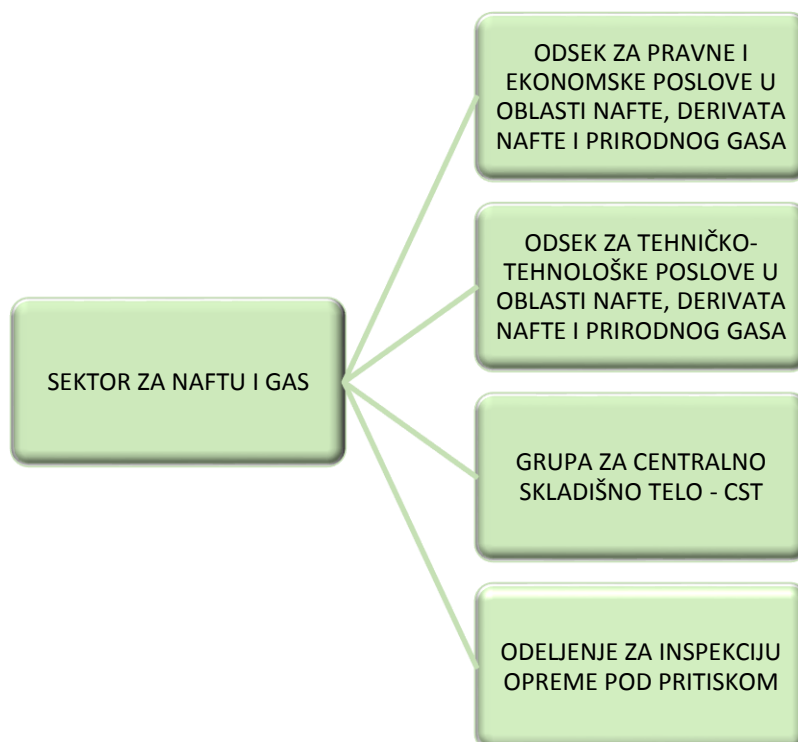 ODSEK ZA PRAVNE I
EKONOMSKE POSLOVE U
OBLASTI NAFTE, DERIVATA
NAFTE I PRIRODNOG GASA
ODSEK ZA TEHNIČKO-
TEHNOLOŠKE POSLOVE U
OBLASTI NAFTE, DERIVATA
NAFTE I PRIRODNOG GASA
SEKTOR ZA NAFTU I GAS
GRUPA ZA CENTRALNO
SKLADIŠNO TELO - CST
ODELJENJE ZA INSPEKCIJU
OPREME POD PRITISKOM